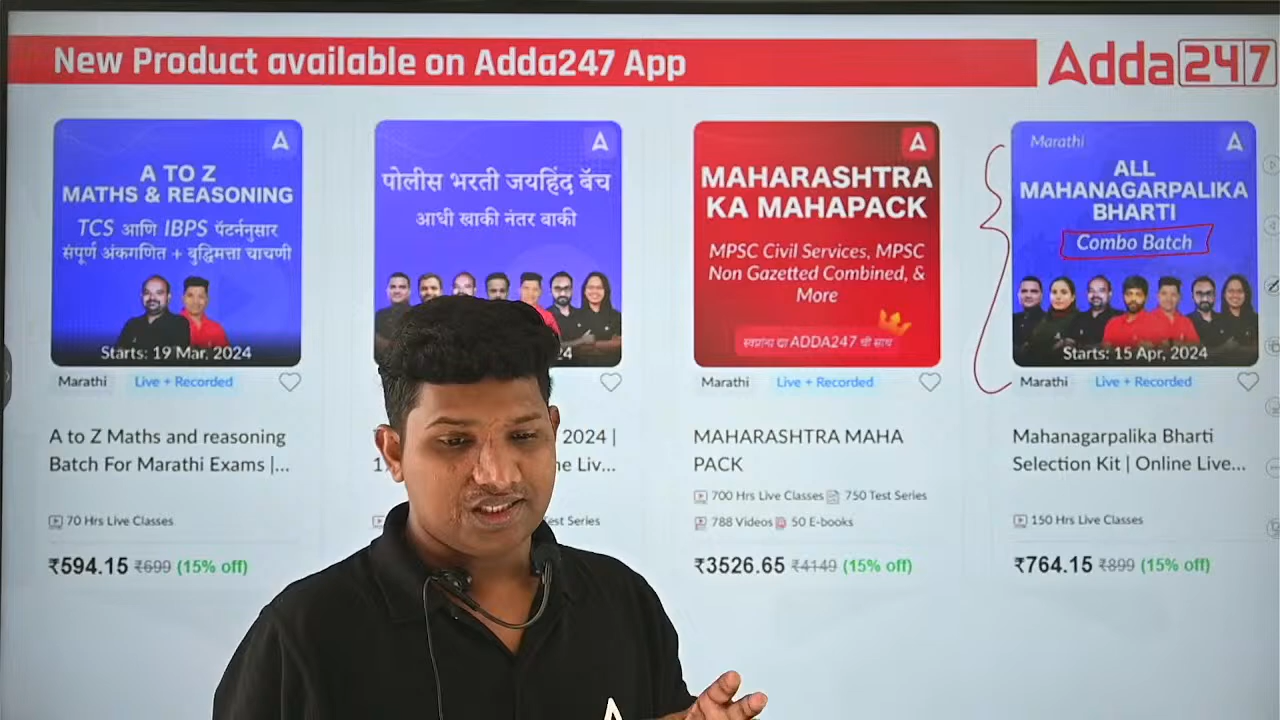 New Product available on Adda247 App
Adda247
A TO Z
MATHS & REASONING
TCS आणि IBPS पॅटर्ननुसार
संपूर्ण अंकगणित + बुद्धिमत्ता चाचणी
Starts: 19 Mar, 2024
Marathi
Live + Recorded
A to Z Maths and reasoning
Batch For Marathi Exams |...
70 Hrs Live Classes
₹594.15 ₹699 (15% off)
पोलीस भरती जयहिंद बॅच
आधी खाकी नंतर बाकी
2024 |
Liv...
Series
MAHARASHTRA
KA MAHAPACK
MPSC Civil Services, MPSC
Non Gazetted Combined, &
More
ADDA247
Marathi
Live + Recorded
MAHARASHTRA MAHA
PACK
700 Hrs Live Classes 750 Test Series
788 Videos 50 E-books
₹3526.65 ₹4149 (15% off)
Marathi
ALL
MAHANAGARPALIKA
BHARTI
Combo Batch
Starts: 15 Apr, 2024
Marathi
Live + Recorded
Mahanagarpalika Bharti
Selection Kit | Online Live...
150 Hrs Live Classes
₹764.15 ₹899 (15% off)